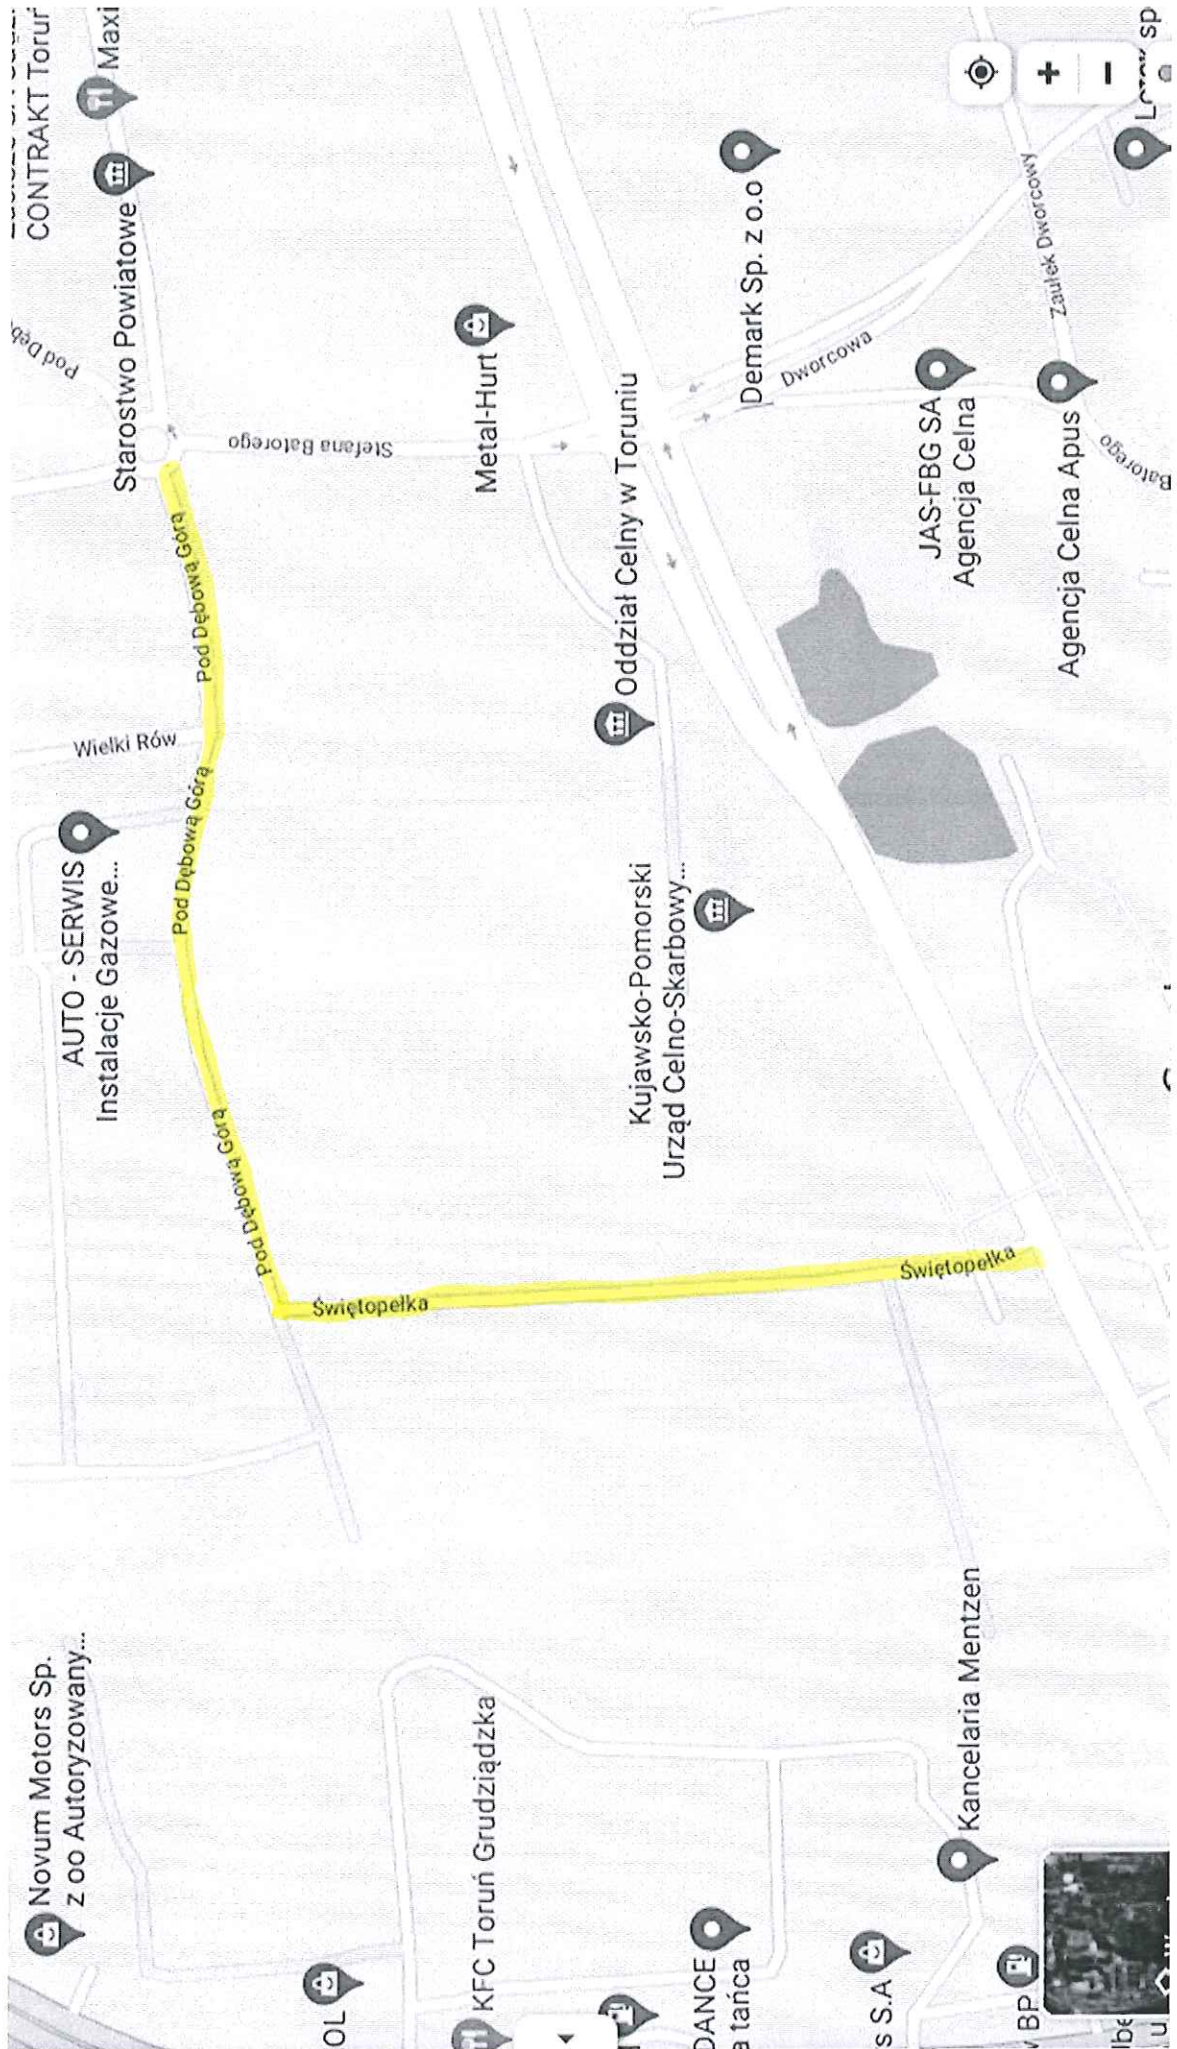 CONTRAKT Toruń
Maxi
Starostwo Powiatowe
Pod Dęb
Stefana Batorego
Metal-Hurt
Pod Dębową Górą
Wielki Rów
Pod Dębową Górą
AUTO - SERWIS
Instalacje Gazowe...
Pod Dębową Górą
Świętopełka
Świętopełka
Oddział Celny w Toruniu
Kujawsko-Pomorski
Urząd Celno-Skarbowy...
Demark Sp. z o.o
Dworcowa
Zaułek Dworcowy
JAS-FBG SA
Agencja Celna
Agencja Celna Apus
Batorego
sp
+
−
Novum Motors Sp.
z oo Autoryzowany...
OL
KFC Toruń Grudziądzka
DANCE
a tańca
s S.A
Kancelaria Mentzen
BP